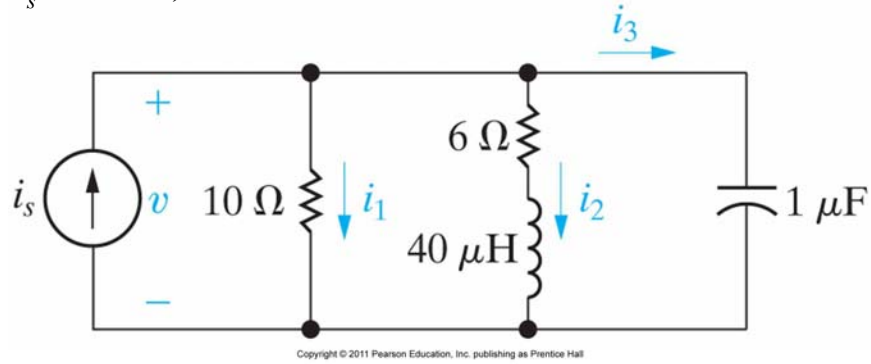 i3
+
6 Ω
is
v
10 Ω
i1
i2
1 μF
40 μH
−
Copyright © 2011 Pearson Education, Inc. publishing as Prentice Hall